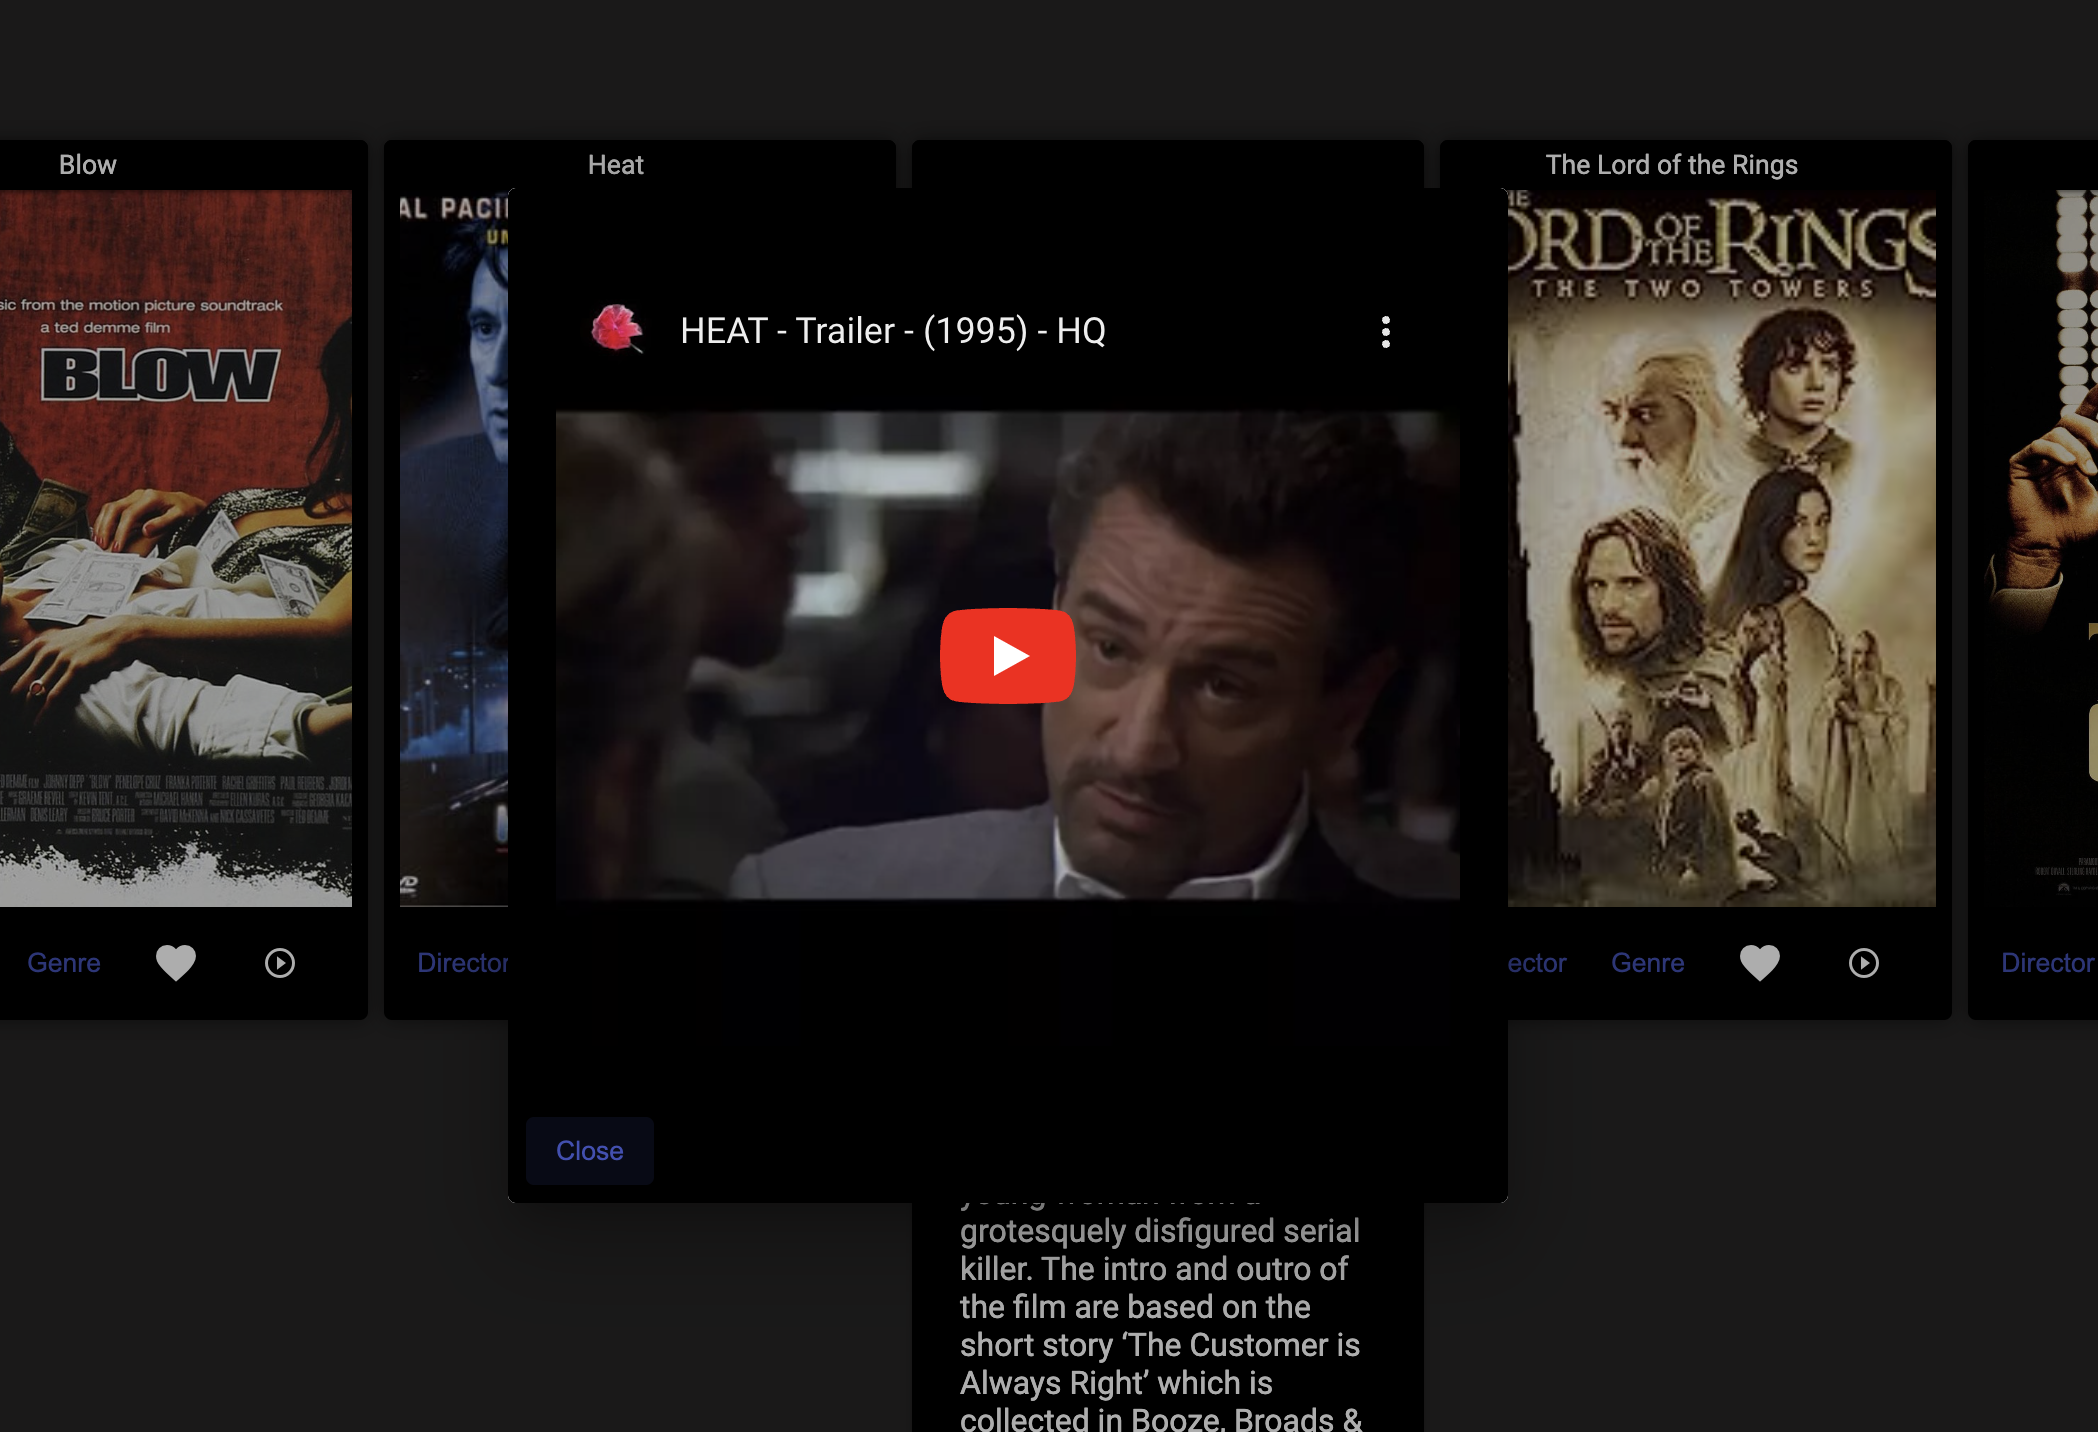 Blow
Heat
The Lord of the Rings
sic from the motion picture soundtrack
a ted demme film
BLOW
AL PACI
UN
HEAT - Trailer - (1995) - HQ
THE
ORD OF THE RINGS
THE TWO TOWERS
Genre
Director
ector
Genre
Director
Close
grotesquely disfigured serial
killer. The intro and outro of
the film are based on the
short story ‘The Customer is
Always Right’ which is
collected in Booze, Broads &